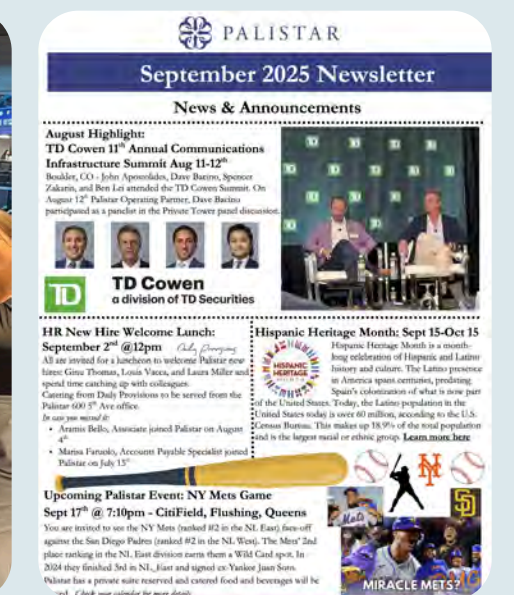 PALISTAR
September 2025 Newsletter
News & Announcements
August Highlight:
TD Cowen 11th Annual Communications
Infrastructure Summit Aug 11-12th
Boulder, CO - John Apostolides, Dave Bacino, Spencer
Zakarin, and Ben Lei attended the TD Cowen Summit. On
August 12th Palistar Operating Partner, Dave Bacino
participated as a panelist in the Private Tower panel discussion.
TD
TD Cowen
a division of TD Securities
HR New Hire Welcome Lunch:
September 2nd @12pm
All are invited for a luncheon to welcome Palistar new
hires: Ginu Thomas, Louis Vacca, and Laura Miller and
spend time catching up with colleagues.
Catering from Daily Provisions to be served from the
Palistar 600 5th Ave office.
In case you missed it:
• Aramis Bello, Associate joined Palistar on August
4th
• Marisa Furuolo, Accounts Payable Specialist joined
Palistar on July 15th
Hispanic Heritage Month: Sept 15-Oct 15
HISPANIC
HERITAGE
MONTH
Hispanic Heritage Month is a month-
long celebration of Hispanic and Latino
history and culture. The Latino presence
in America spans centuries, predating
Spain's colonization of what is now part
of the United States. Today, the Latino population in the
United States today is over 60 million, according to the U.S.
Census Bureau. This makes up 18.9% of the total population
and is the largest racial or ethnic group. Learn more here
Upcoming Palistar Event: NY Mets Game
Sept 17th @ 7:10pm - CitiField, Flushing, Queens
You are invited to see the NY Mets (ranked #2 in the NL East) face-off
against the San Diego Padres (ranked #2 in the NL West). The Mets' 2nd
place ranking in the NL East division earns them a Wild Card spot. In
2024 they finished 3rd in NL East and signed ex-Yankee Juan Soto.
Palistar has a private suite reserved and catered food and beverages will be
Check your calendar for more details.
NY
SD
Mets
MIRACLE METS?